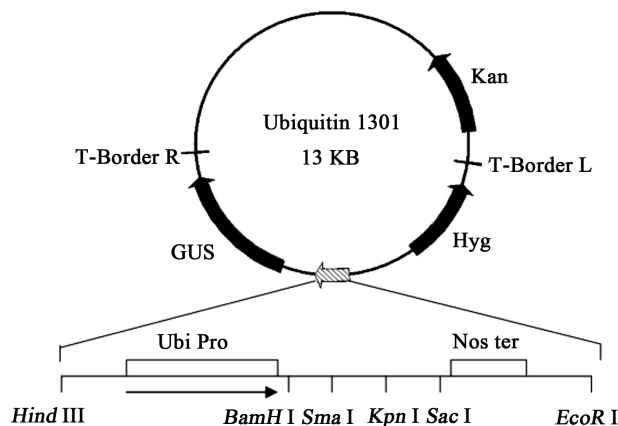 Kan
Ubiquitin 1301
13 KB
T-Border R
T-Border L
GUS
Hyg
Ubi Pro
Nos ter
Hind III
BamH I
Sma I
Kpn I
Sac I
EcoR I